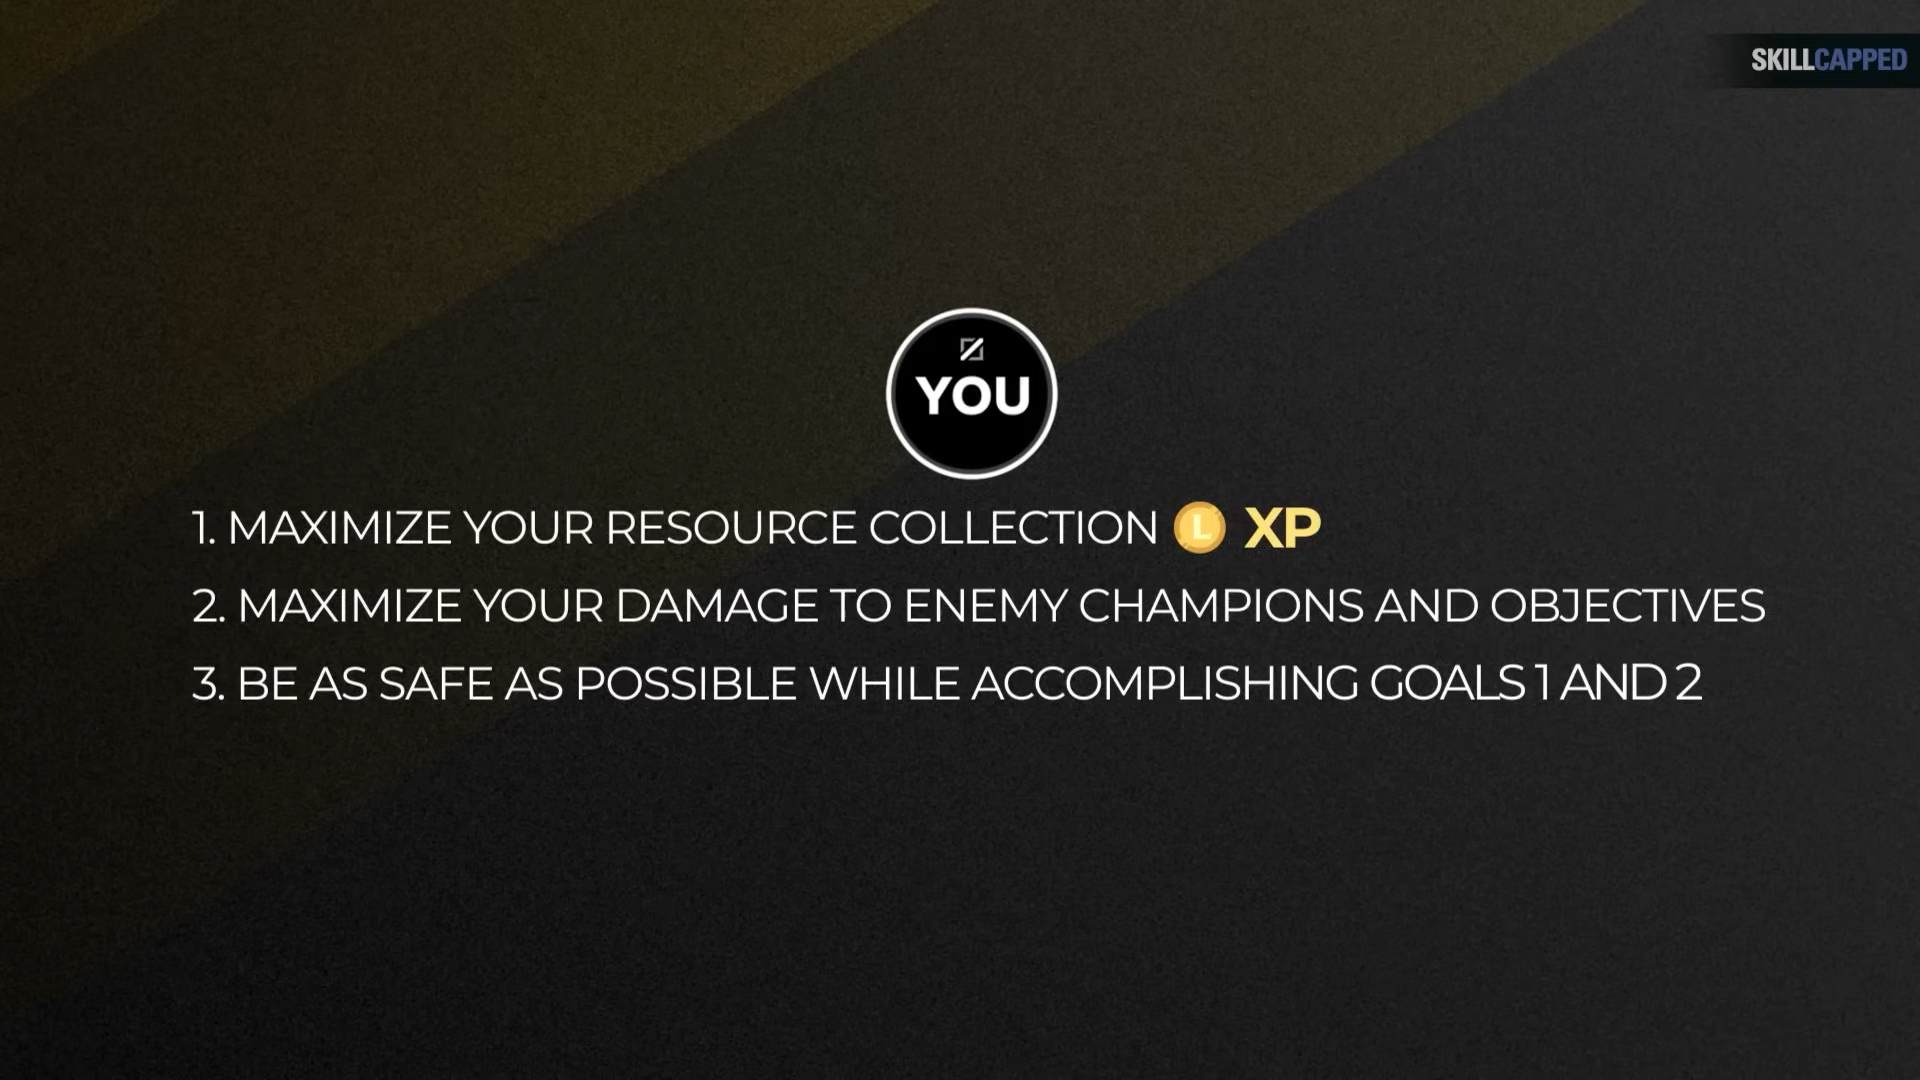 SKILLCAPPED
YOU
1. MAXIMIZE YOUR RESOURCE COLLECTION L XP
2. MAXIMIZE YOUR DAMAGE TO ENEMY CHAMPIONS AND OBJECTIVES
3. BE AS SAFE AS POSSIBLE WHILE ACCOMPLISHING GOALS 1 AND 2